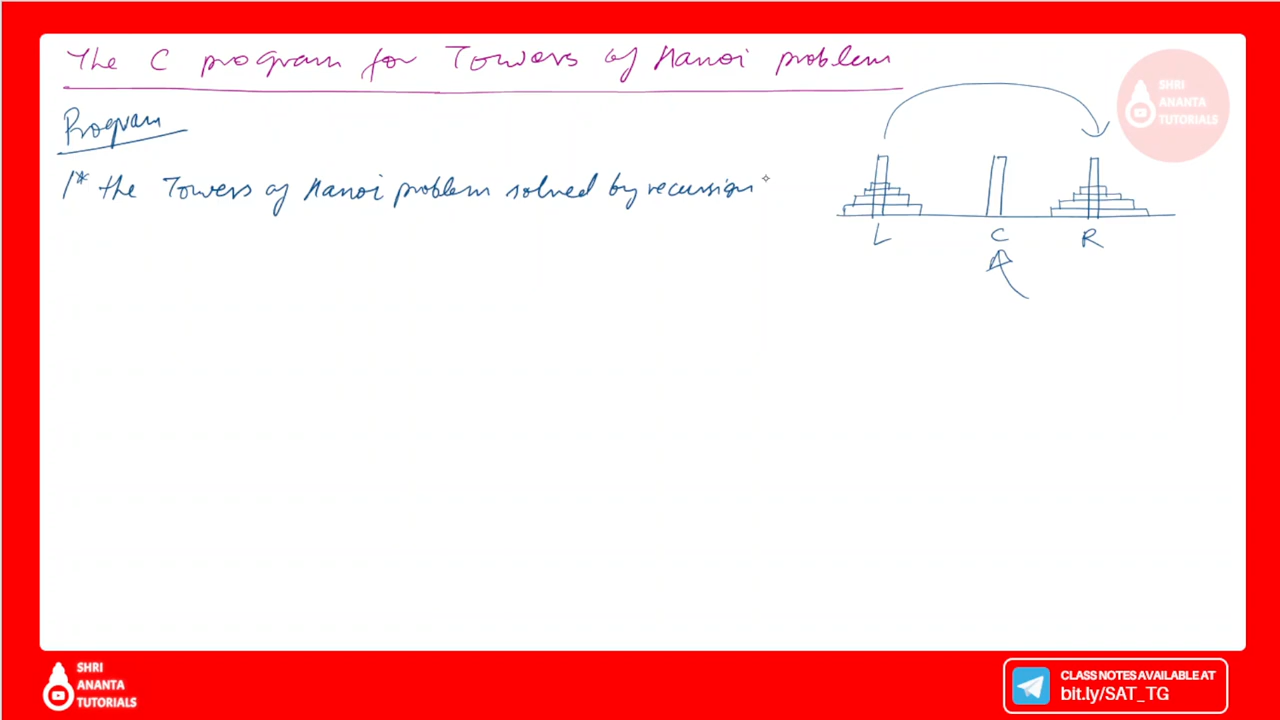 The C program for Towers of Hanoi problem
Program
/* the Towers of Hanoi problem solved by recursion
L C R
SHRI
ANANTA
TUTORIALS
SHRI
ANANTA
TUTORIALS
CLASS NOTES AVAILABLE AT
bit.ly/SAT_TG